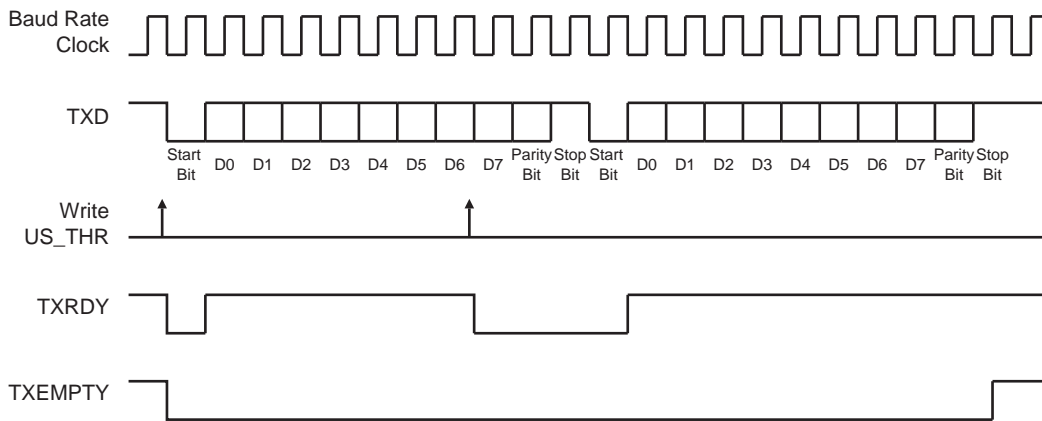 Baud Rate
Clock
TXD
Start
Bit
D0 D1 D2 D3 D4 D5 D6 D7
Parity
Bit
Stop
Bit
Start
Bit
D0 D1 D2 D3 D4 D5 D6 D7
Parity
Bit
Stop
Bit
Write
US_THR
TXRDY
TXEMPTY